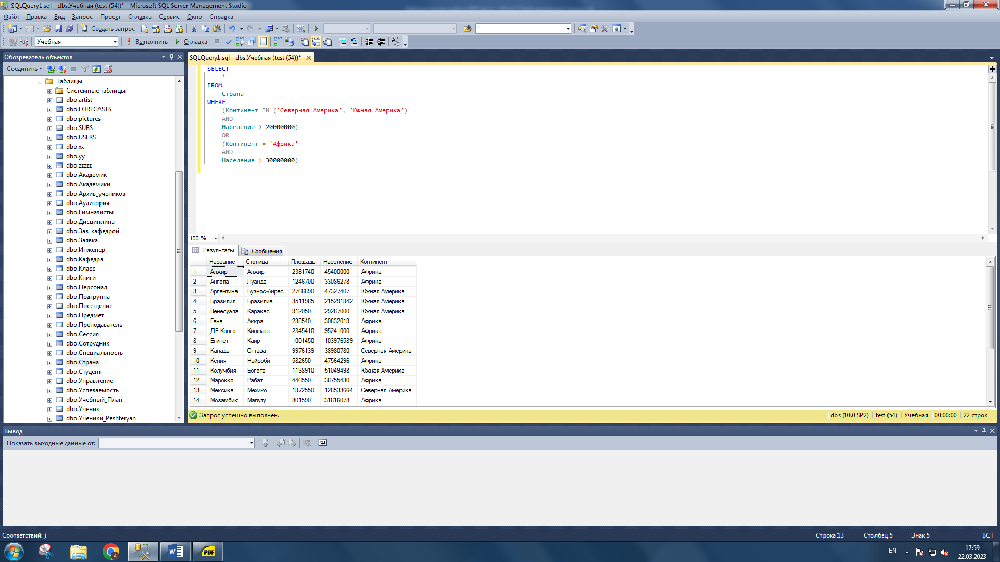 SQLQuery1.sql - dbs.Учебная (test (54))* - Microsoft SQL Server Management Studio
Файл Правка Вид Запрос Проект Отладка Сервис Окно Справка
Создать запрос
Учебная Выполнить Отладка
Обозреватель объектов
Соединить
Таблицы
Системные таблицы
dbo.artist
dbo.FORECASTS
dbo.pictures
dbo.SUBS
dbo.USERS
dbo.xx
dbo.yy
dbo.zzzzz
dbo.Академик
dbo.Академики
dbo.Архив_учеников
dbo.Аудитория
dbo.Гимназисты
dbo.Дисциплина
dbo.Зав_кафедрой
dbo.Заявка
dbo.Инженер
dbo.Кафедра
dbo.Класс
dbo.Книги
dbo.Персонал
dbo.Подгруппа
dbo.Посещение
dbo.Предмет
dbo.Преподаватель
dbo.Сессия
dbo.Сотрудник
dbo.Специальность
dbo.Страна
dbo.Студент
dbo.Управление
dbo.Успеваемость
dbo.Учебный_План
dbo.Ученик
dbo.Ученики_Peshteryan
SQLQuery1.sql - dbs.Учебная (test (54))*
SELECT
*
FROM
Страна
WHERE
(Континент IN ('Северная Америка', 'Южная Америка')
AND
Население > 20000000)
OR
(Континент = 'Африка'
AND
Население > 30000000)
100 %
Результаты Сообщения
Название Столица Площадь Население Континент
1 Алжир Алжир 2381740 45400000 Африка
2 Ангола Луанда 1246700 33086278 Африка
3 Аргентина Буэнос-Айрес 2766890 47327407 Южная Америка
4 Бразилия Бразилиа 8511965 215291942 Южная Америка
5 Венесуэла Каракас 912050 29267000 Южная Америка
6 Гана Аккра 238540 30832019 Африка
7 ДР Конго Киншаса 2345410 95241000 Африка
8 Египет Каир 1001450 103976589 Африка
9 Канада Оттава 9976139 38980780 Северная Америка
10 Кения Найроби 582650 47564296 Африка
11 Колумбия Богота 1138910 51049498 Южная Америка
12 Марокко Рабат 446550 36755430 Африка
13 Мексика Мехико 1972550 128533664 Северная Америка
14 Мозамбик Мапуту 801590 31616078 Африка
Запрос успешно выполнен. dbs (10.0 SP2) test (54) Учебная 00:00:00 22 строк
Вывод
Показать выходные данные от:
Соответствий: ) Строка 13 Столбец 5 Знак 5 ВСТ
W PDF EN 17:59
22.03.2023